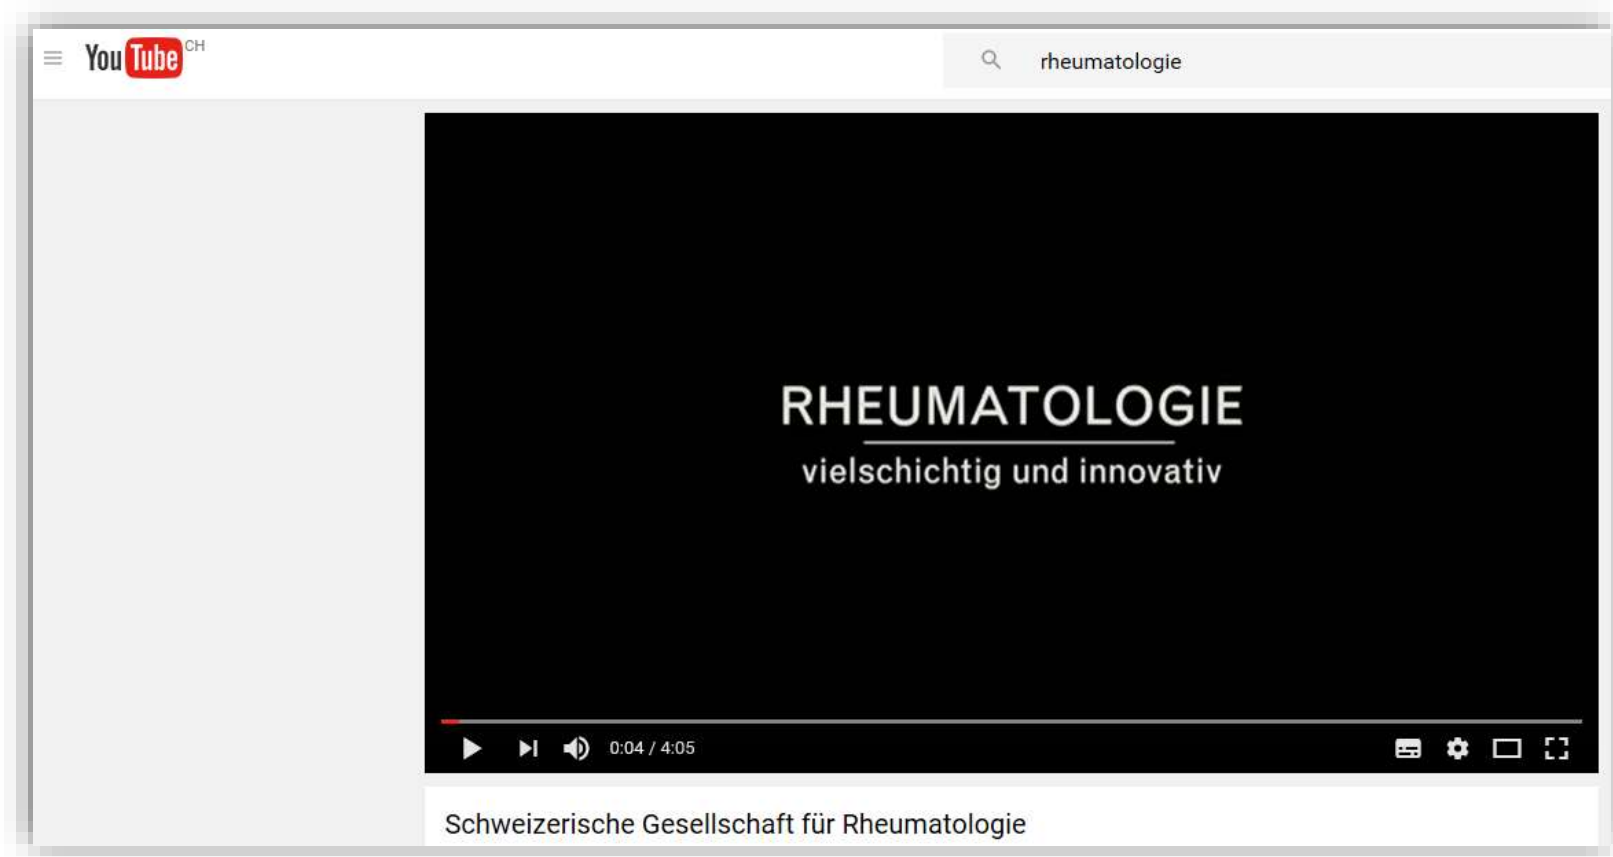 YouTube CH
rheumatologie
RHEUMATOLOGIE
vielschichtig und innovativ
0:04 / 4:05
Schweizerische Gesellschaft für Rheumatologie